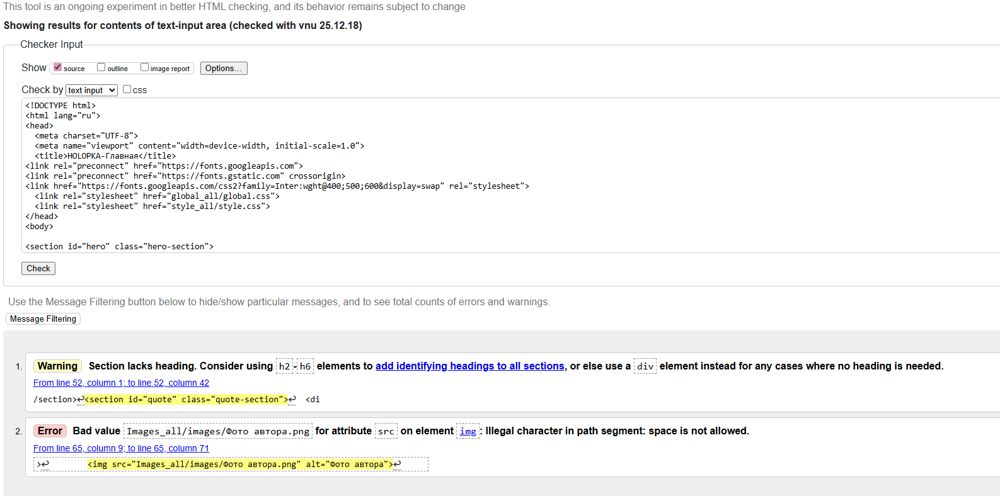 This tool is an ongoing experiment in better HTML checking, and its behavior remains subject to change
Showing results for contents of text-input area (checked with vnu 25.12.18)
Checker Input
Show source outline image report Options...
Check by text input css
<!DOCTYPE html>
<html lang="ru">
<head>
  <meta charset="UTF-8">
  <meta name="viewport" content="width=device-width, initial-scale=1.0">
  <title>HOLOPKA-Главная</title>
<link rel="preconnect" href="https://fonts.googleapis.com">
<link rel="preconnect" href="https://fonts.gstatic.com" crossorigin>
<link href="https://fonts.googleapis.com/css2?family=Inter:wght@400;500;600&display=swap" rel="stylesheet">
  <link rel="stylesheet" href="global_all/global.css">
  <link rel="stylesheet" href="style_all/style.css">
</head>
<body>
<section id="hero" class="hero-section">
Check
Use the Message Filtering button below to hide/show particular messages, and to see total counts of errors and warnings.
Message Filtering
1. Warning Section lacks heading. Consider using h2-h6 elements to add identifying headings to all sections, or else use a div element instead for any cases where no heading is needed.
From line 52, column 1; to line 52, column 42
/section>↩<section id="quote" class="quote-section">↩  <di
2. Error Bad value Images_all/images/Фото автора.png for attribute src on element img: Illegal character in path segment: space is not allowed.
From line 65, column 9; to line 65, column 71
>↩        <img src="Images_all/images/Фото автора.png" alt="Фото автора">↩